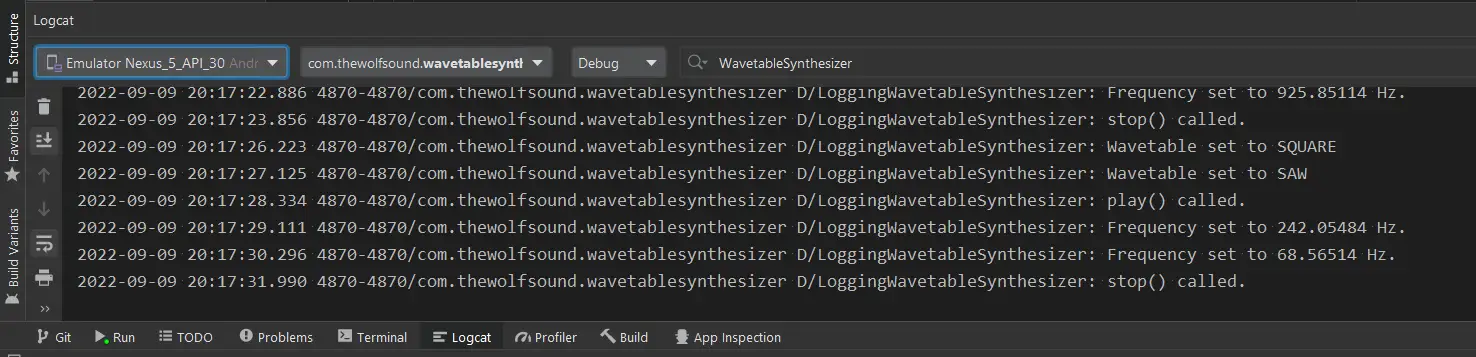 Structure
Favorites
Build Variants
Logcat
Emulator Nexus_5_API_30 Andr
com.thewolfsound.wavetablesynth
Debug
WavetableSynthesizer
2022-09-09 20:17:22.886 4870-4870/com.thewolfsound.wavetablesynthesizer D/LoggingWavetableSynthesizer: Frequency set to 925.85114 Hz.
2022-09-09 20:17:23.856 4870-4870/com.thewolfsound.wavetablesynthesizer D/LoggingWavetableSynthesizer: stop() called.
2022-09-09 20:17:26.223 4870-4870/com.thewolfsound.wavetablesynthesizer D/LoggingWavetableSynthesizer: Wavetable set to SQUARE
2022-09-09 20:17:27.125 4870-4870/com.thewolfsound.wavetablesynthesizer D/LoggingWavetableSynthesizer: Wavetable set to SAW
2022-09-09 20:17:28.334 4870-4870/com.thewolfsound.wavetablesynthesizer D/LoggingWavetableSynthesizer: play() called.
2022-09-09 20:17:29.111 4870-4870/com.thewolfsound.wavetablesynthesizer D/LoggingWavetableSynthesizer: Frequency set to 242.05484 Hz.
2022-09-09 20:17:30.296 4870-4870/com.thewolfsound.wavetablesynthesizer D/LoggingWavetableSynthesizer: Frequency set to 68.56514 Hz.
2022-09-09 20:17:31.990 4870-4870/com.thewolfsound.wavetablesynthesizer D/LoggingWavetableSynthesizer: stop() called.
Git Run TODO Problems Terminal Logcat Profiler Build App Inspection